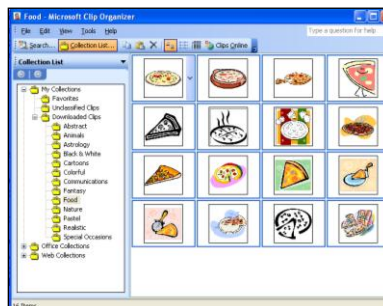 Food - Microsoft Clip Organizer
File Edit View Tools Help
Type a question for help
Search... Collection List... Clips Online
Collection List
My Collections
Favorites
Unclassified Clips
Downloaded Clips
Abstract
Animals
Astrology
Black & White
Cartoons
Colorful
Communications
Fantasy
Food
Nature
Pastel
Realistic
Special Occasions
Office Collections
Web Collections
16 Items